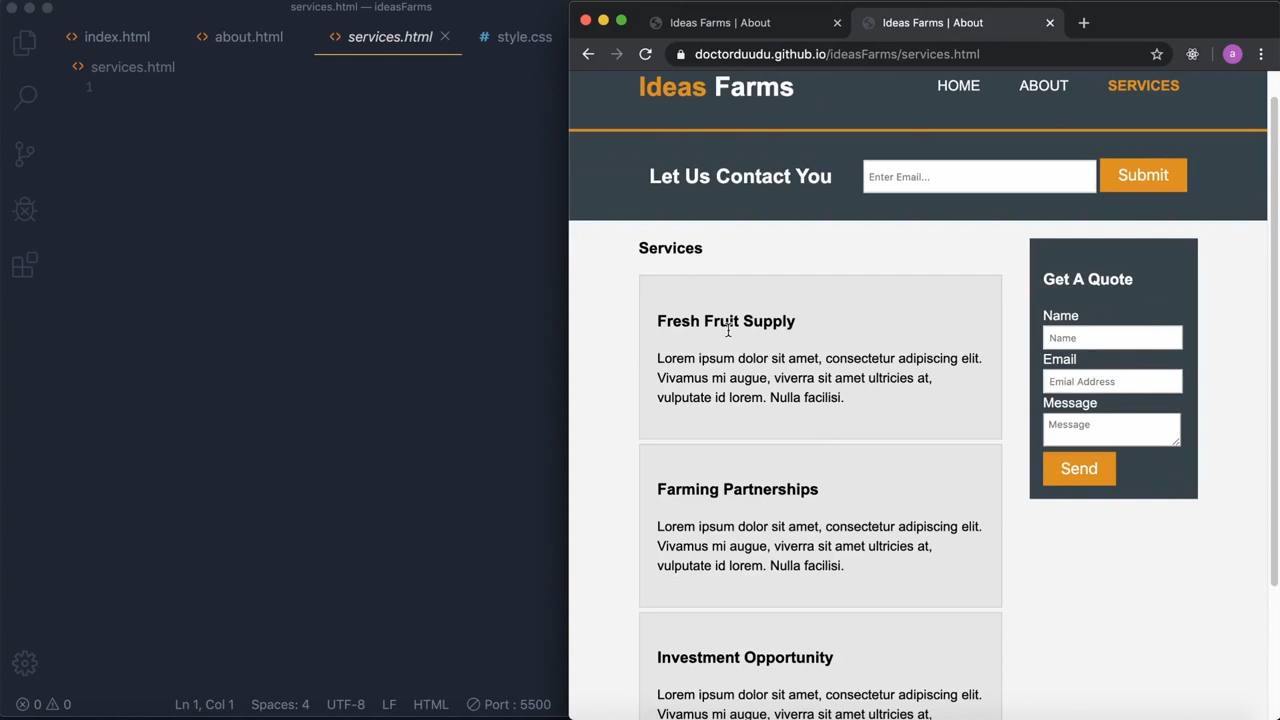 services.html — ideasFarms
index.html
about.html
services.html
style.css
services.html
1
0 0
Ln 1, Col 1
Spaces: 4
UTF-8
LF
HTML
Port : 5500
Ideas Farms | About
Ideas Farms | About
doctorduudu.github.io/ideasFarms/services.html
a
Ideas Farms
HOME
ABOUT
SERVICES
Let Us Contact You
Enter Email...
Submit
Services
Fresh Fruit Supply
Lorem ipsum dolor sit amet, consectetur adipiscing elit.
Vivamus mi augue, viverra sit amet ultricies at,
vulputate id lorem. Nulla facilisi.
Farming Partnerships
Lorem ipsum dolor sit amet, consectetur adipiscing elit.
Vivamus mi augue, viverra sit amet ultricies at,
vulputate id lorem. Nulla facilisi.
Investment Opportunity
Lorem ipsum dolor sit amet, consectetur adipiscing elit.
Vivamus mi augue, viverra sit amet ultricies at,
Get A Quote
Name
Name
Email
Emial Address
Message
Message
Send